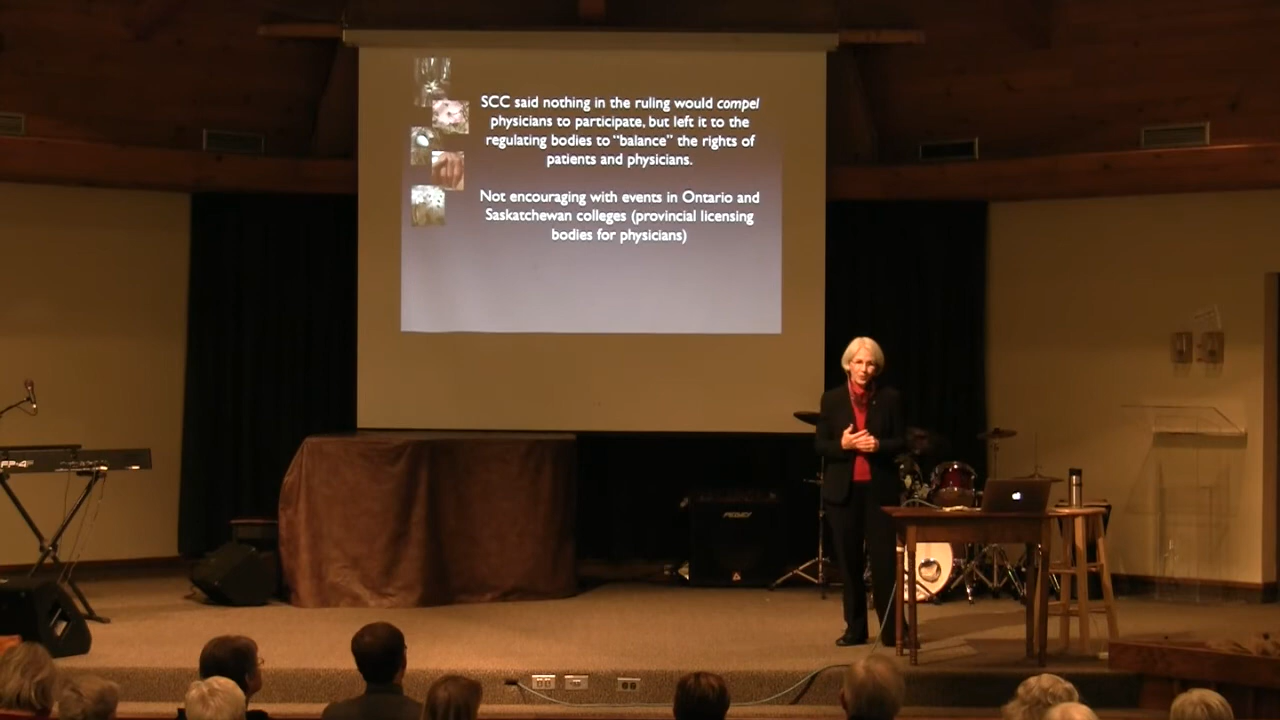 SCC said nothing in the ruling would compel
physicians to participate, but left it to the
regulating bodies to “balance” the rights of
patients and physicians.
Not encouraging with events in Ontario and
Saskatchewan colleges (provincial licensing
bodies for physicians)
PEAVEY